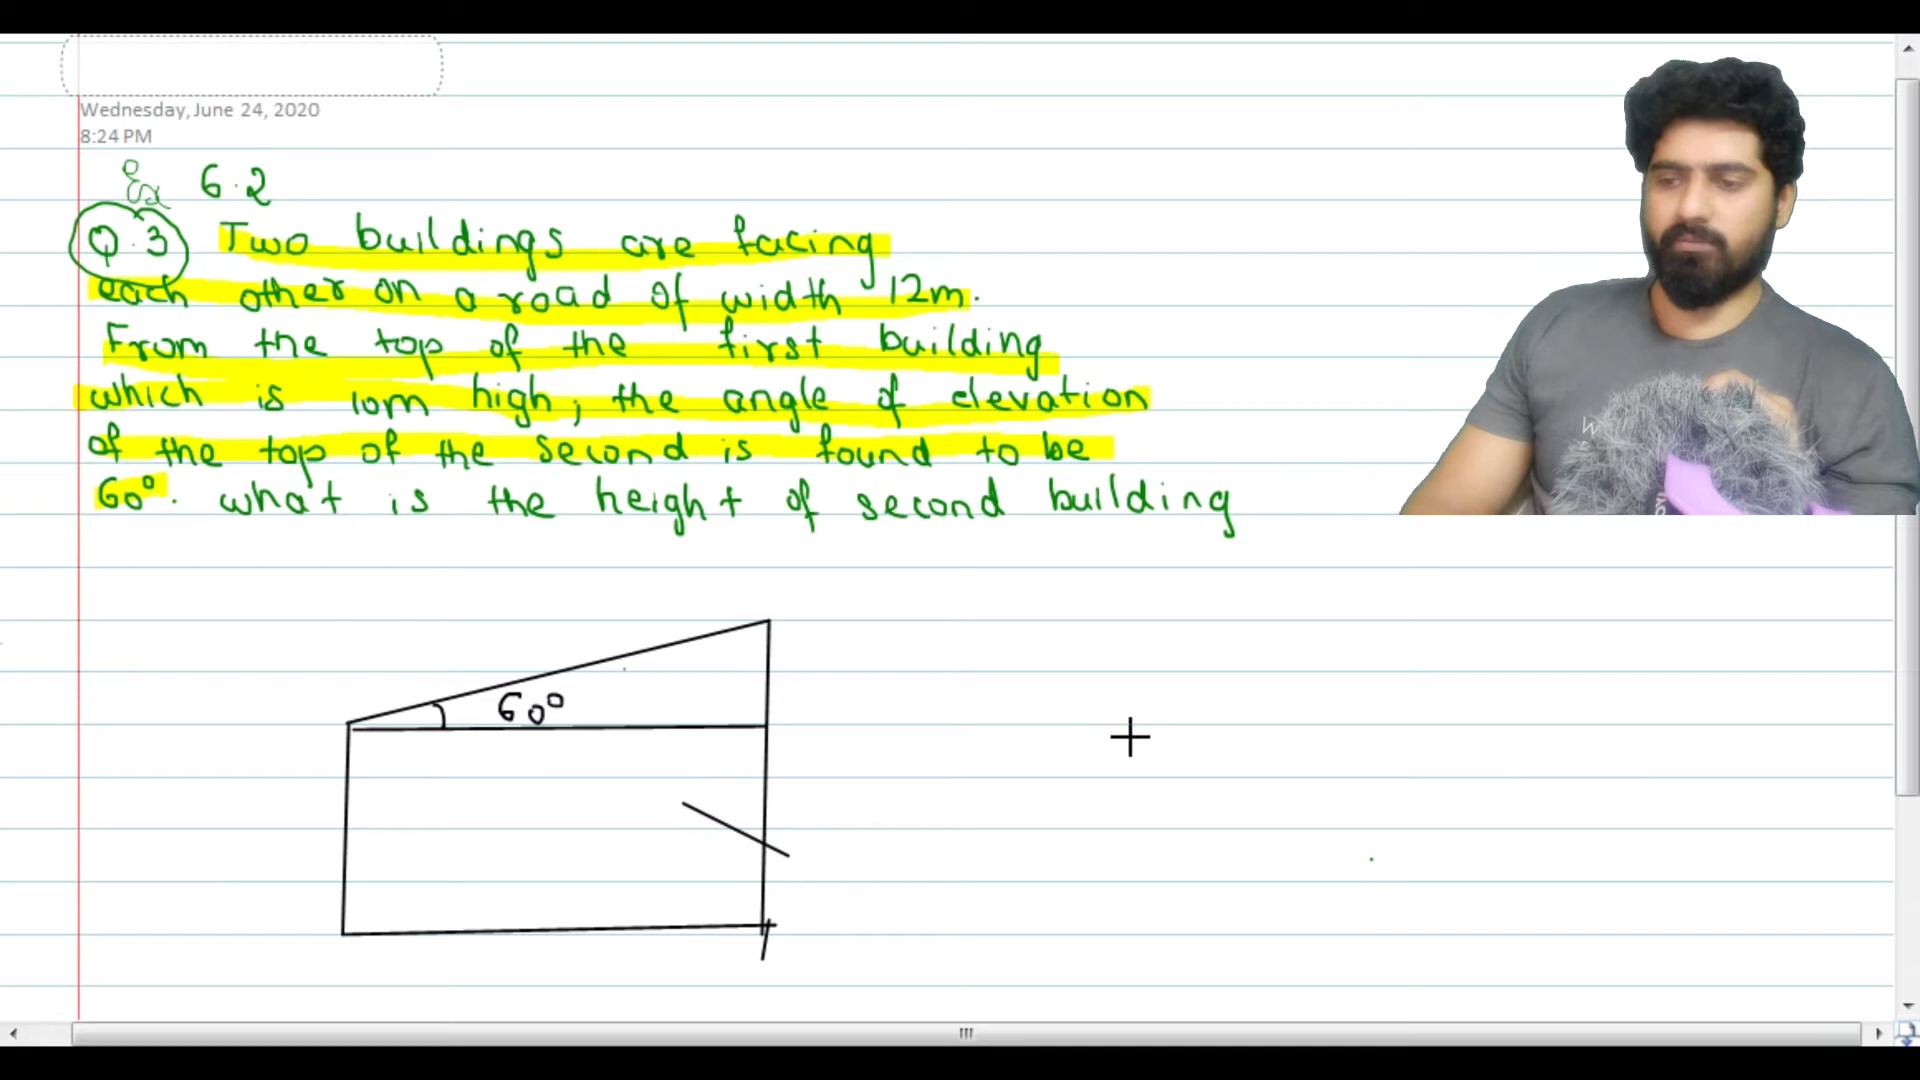 Wednesday, June 24, 2020
8:24 PM
Ex 6.2
Q.3 Two buildings are facing
each other on a road of width 12m.
From the top of the first building
which is 10m high, the angle of elevation
of the top of the second is found to be
60°. what is the height of second building
60°